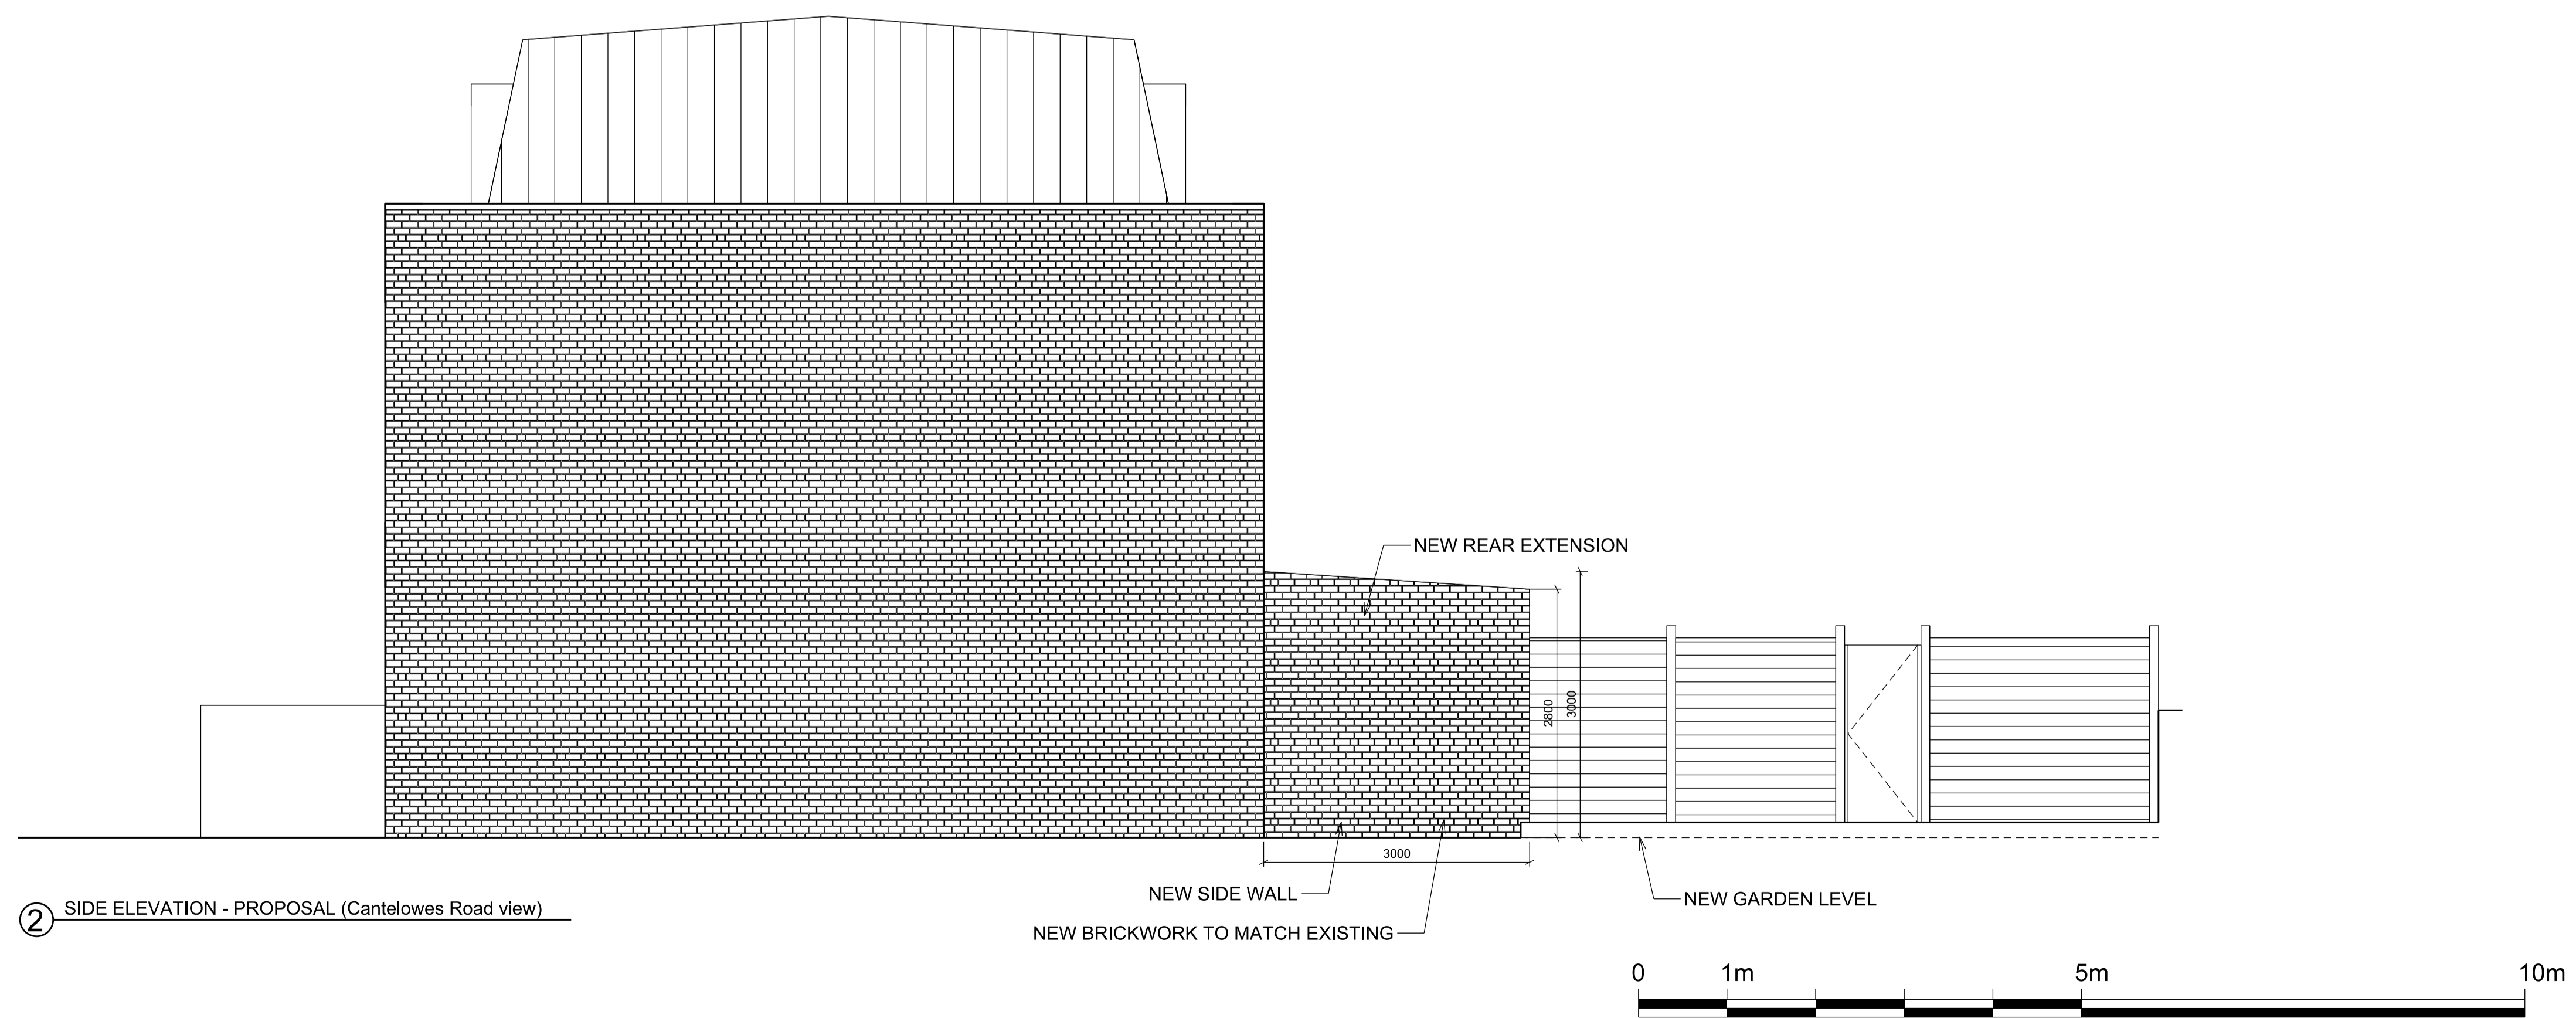 NEW REAR EXTENSION
2800
3000
3000
NEW SIDE WALL
NEW GARDEN LEVEL
2 SIDE ELEVATION - PROPOSAL (Cantelowes Road view)
NEW BRICKWORK TO MATCH EXISTING
0 1m 5m 10m